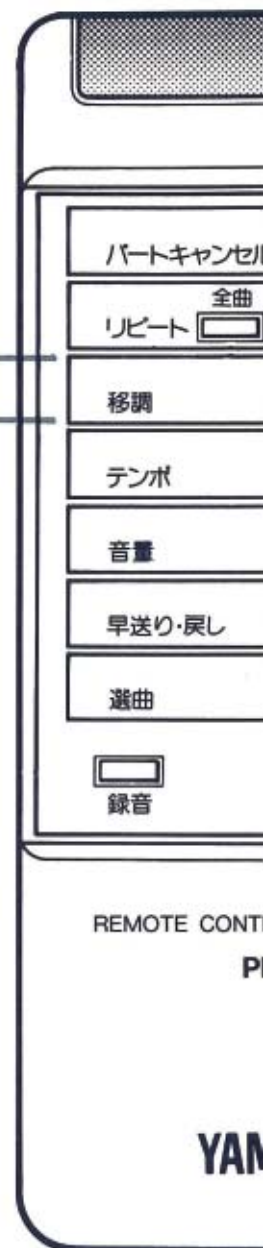 パートキャンセル
全曲
リピート
移調
テンポ
音量
早送り・戻し
選曲
録音
REMOTE CONT
P
YAM